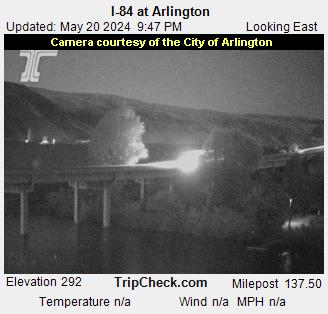 I-84 at Arlington
Updated: May 20 2024 9:47 PM Looking East
Camera courtesy of the City of Arlington
Elevation 292 TripCheck.com Milepost 137.50
Temperature n/a Wind n/a MPH n/a